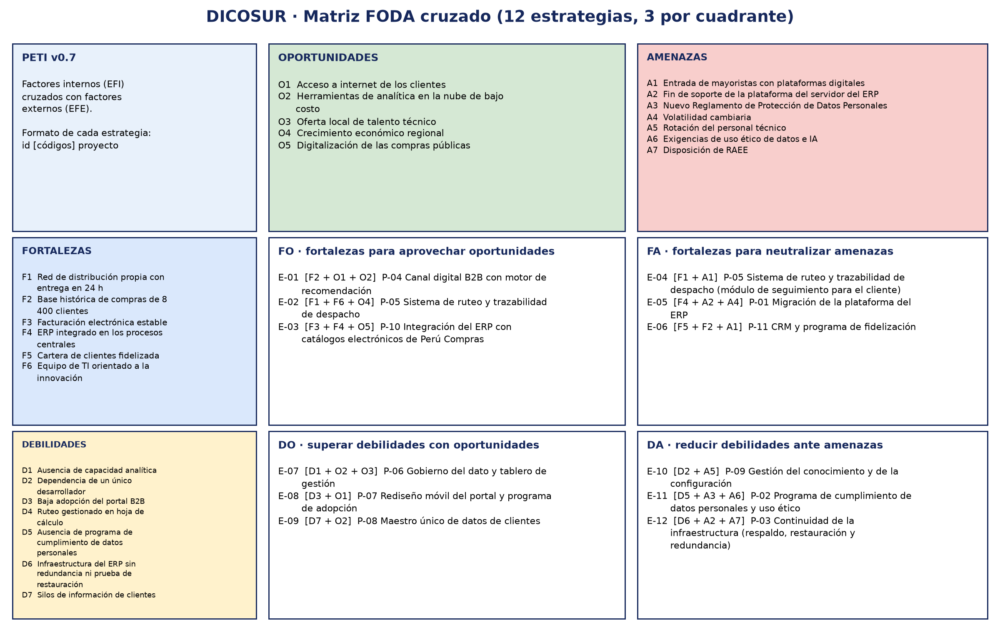 DICOSUR · Matriz FODA cruzado (12 estrategias, 3 por cuadrante)
PETI v0.7
Factores internos (EFI)
cruzados con factores
externos (EFE).
Formato de cada estrategia:
id [códigos] proyecto
OPORTUNIDADES
O1 Acceso a internet de los clientes
O2 Herramientas de analítica en la nube de bajo
costo
O3 Oferta local de talento técnico
O4 Crecimiento económico regional
O5 Digitalización de las compras públicas
AMENAZAS
A1 Entrada de mayoristas con plataformas digitales
A2 Fin de soporte de la plataforma del servidor del ERP
A3 Nuevo Reglamento de Protección de Datos Personales
A4 Volatilidad cambiaria
A5 Rotación del personal técnico
A6 Exigencias de uso ético de datos e IA
A7 Disposición de RAEE
FORTALEZAS
F1 Red de distribución propia con
entrega en 24 h
F2 Base histórica de compras de 8
400 clientes
F3 Facturación electrónica estable
F4 ERP integrado en los procesos
centrales
F5 Cartera de clientes fidelizada
F6 Equipo de TI orientado a la
innovación
FO · fortalezas para aprovechar oportunidades
E-01 [F2 + O1 + O2] P-04 Canal digital B2B con motor de
recomendación
E-02 [F1 + F6 + O4] P-05 Sistema de ruteo y trazabilidad
de despacho
E-03 [F3 + F4 + O5] P-10 Integración del ERP con
catálogos electrónicos de Perú Compras
FA · fortalezas para neutralizar amenazas
E-04 [F1 + A1] P-05 Sistema de ruteo y trazabilidad de
despacho (módulo de seguimiento para el cliente)
E-05 [F4 + A2 + A4] P-01 Migración de la plataforma del
ERP
E-06 [F5 + F2 + A1] P-11 CRM y programa de fidelización
DEBILIDADES
D1 Ausencia de capacidad analítica
D2 Dependencia de un único
desarrollador
D3 Baja adopción del portal B2B
D4 Ruteo gestionado en hoja de
cálculo
D5 Ausencia de programa de
cumplimiento de datos
personales
D6 Infraestructura del ERP sin
redundancia ni prueba de
restauración
D7 Silos de información de clientes
DO · superar debilidades con oportunidades
E-07 [D1 + O2 + O3] P-06 Gobierno del dato y tablero de
gestión
E-08 [D3 + O1] P-07 Rediseño móvil del portal y programa
de adopción
E-09 [D7 + O2] P-08 Maestro único de datos de clientes
DA · reducir debilidades ante amenazas
E-10 [D2 + A5] P-09 Gestión del conocimiento y de la
configuración
E-11 [D5 + A3 + A6] P-02 Programa de cumplimiento de
datos personales y uso ético
E-12 [D6 + A2 + A7] P-03 Continuidad de la
infraestructura (respaldo, restauración y
redundancia)